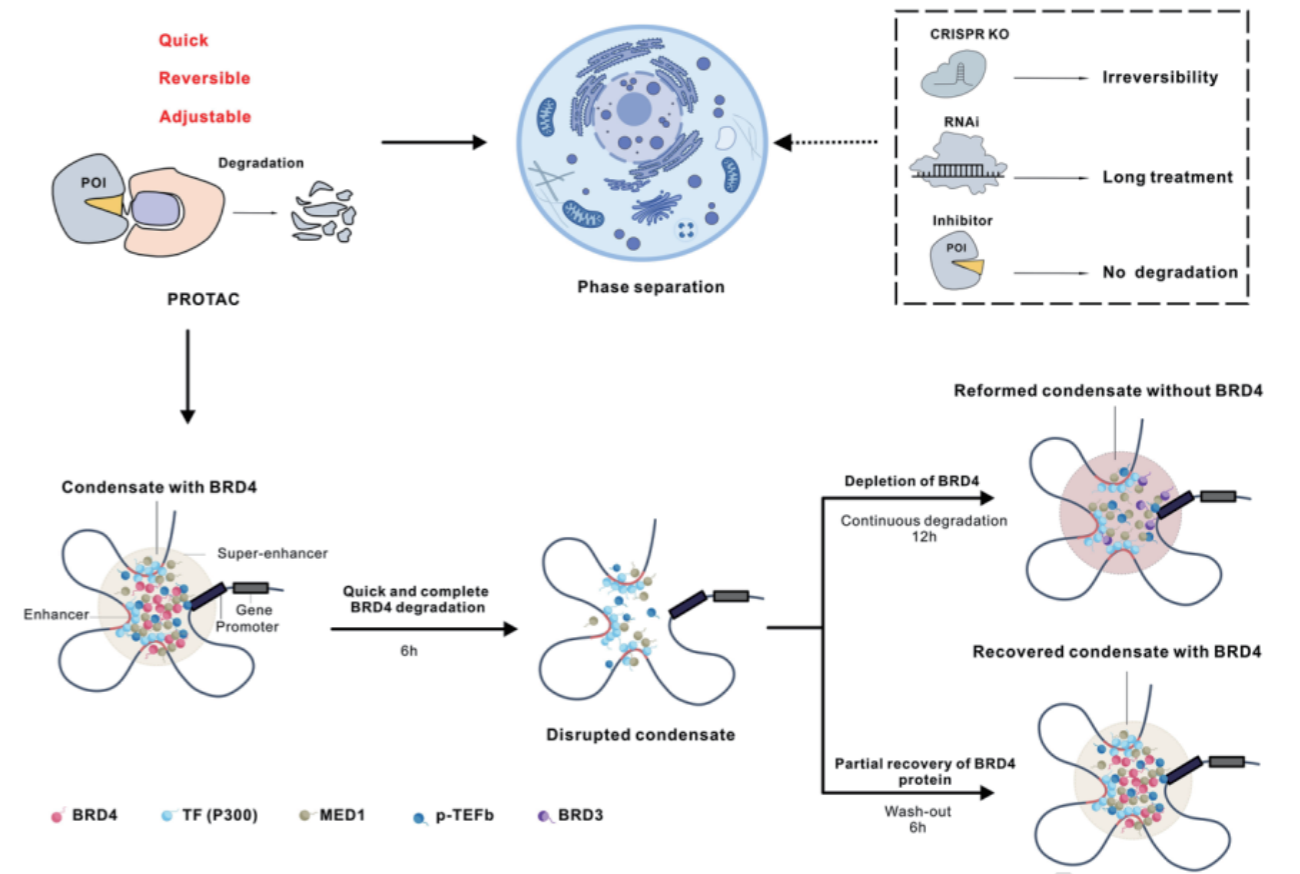 Quick
Reversible
Adjustable
Degradation
POI
PROTAC
Phase separation
CRISPR KO
Irreversibility
RNAi
Long treatment
Inhibitor
POI
No degradation
Condensate with BRD4
Super-enhancer
Enhancer
Gene
Promoter
Quick and complete
BRD4 degradation
6h
Disrupted condensate
Depletion of BRD4
Continuous degradation
12h
Reformed condensate without BRD4
Partial recovery of BRD4
protein
Wash-out
6h
Recovered condensate with BRD4
BRD4
TF (P300)
MED1
p-TEFb
BRD3